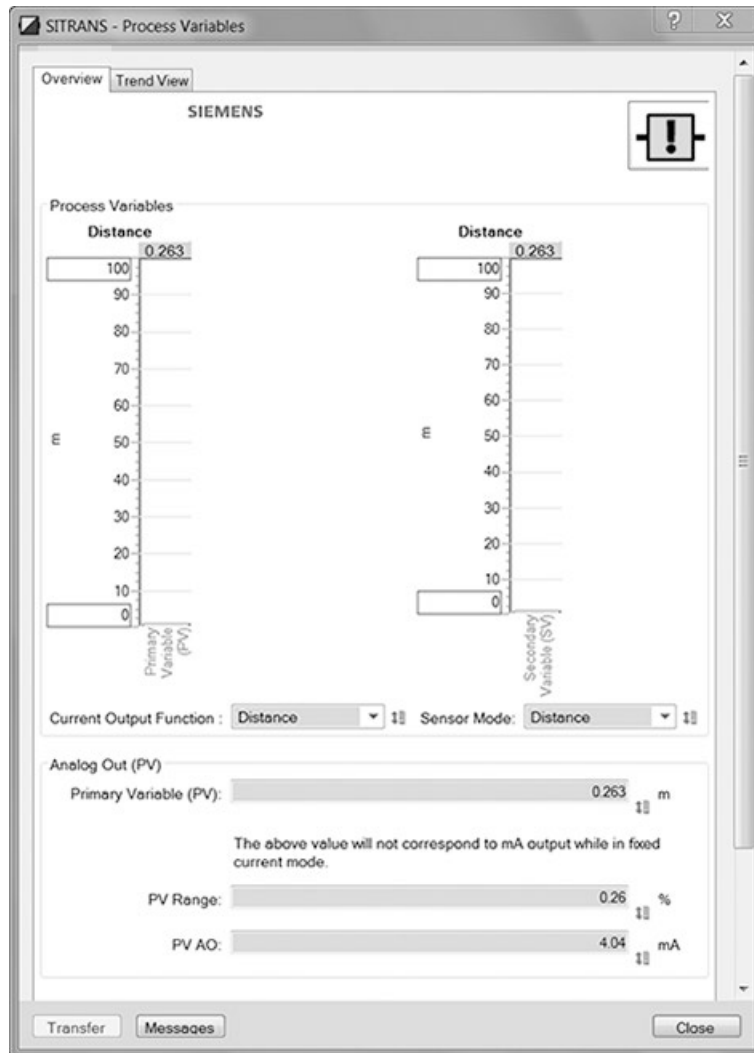 SITRANS - Process Variables
Overview Trend View
SIEMENS
Process Variables
Distance
0.263
100
90
80
70
60
m 50
40
30
20
10
0
Primary
Variable
(PV)
Distance
0.263
100
90
80
70
60
m 50
40
30
20
10
0
Secondary
Variable (SV)
Current Output Function : Distance Sensor Mode: Distance
Analog Out (PV)
Primary Variable (PV): 0.263 m
The above value will not correspond to mA output while in fixed
current mode.
PV Range: 0.26 %
PV AO: 4.04 mA
Transfer Messages Close